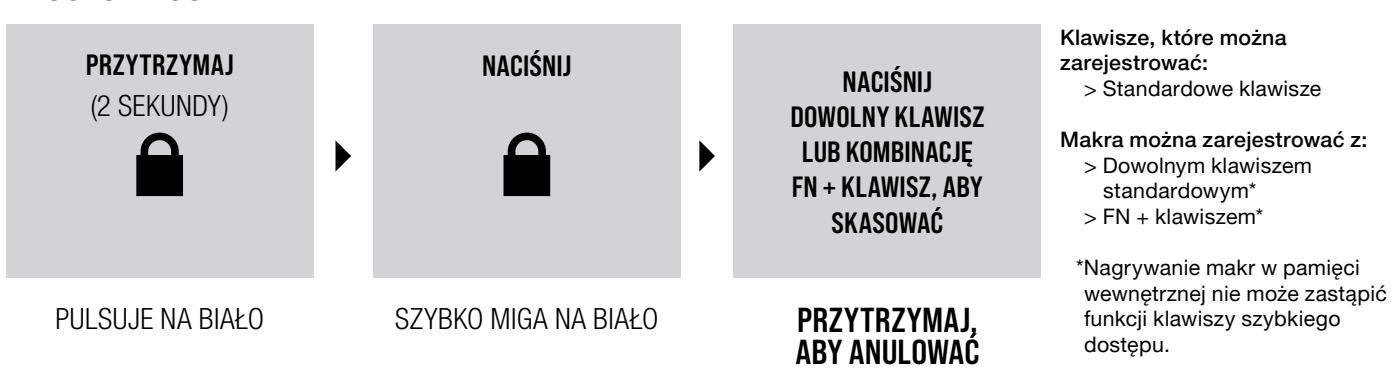 PRZYTRZYMAJ
(2 SEKUNDY)
PULSUJE NA BIAŁO
NACIŚNIJ
SZYBKO MIGA NA BIAŁO
NACIŚNIJ
DOWOLNY KLAWISZ
LUB KOMBINACJĘ
FN + KLAWISZ, ABY
SKASOWAĆ
PRZYTRZYMAJ,
ABY ANULOWAĆ
Klawisze, które można
zarejestrować:
> Standardowe klawisze
Makra można zarejestrować z:
> Dowolnym klawiszem
standardowym*
> FN + klawiszem*
*Nagrywanie makr w pamięci
wewnętrznej nie może zastąpić
funkcji klawiszy szybkiego
dostępu.